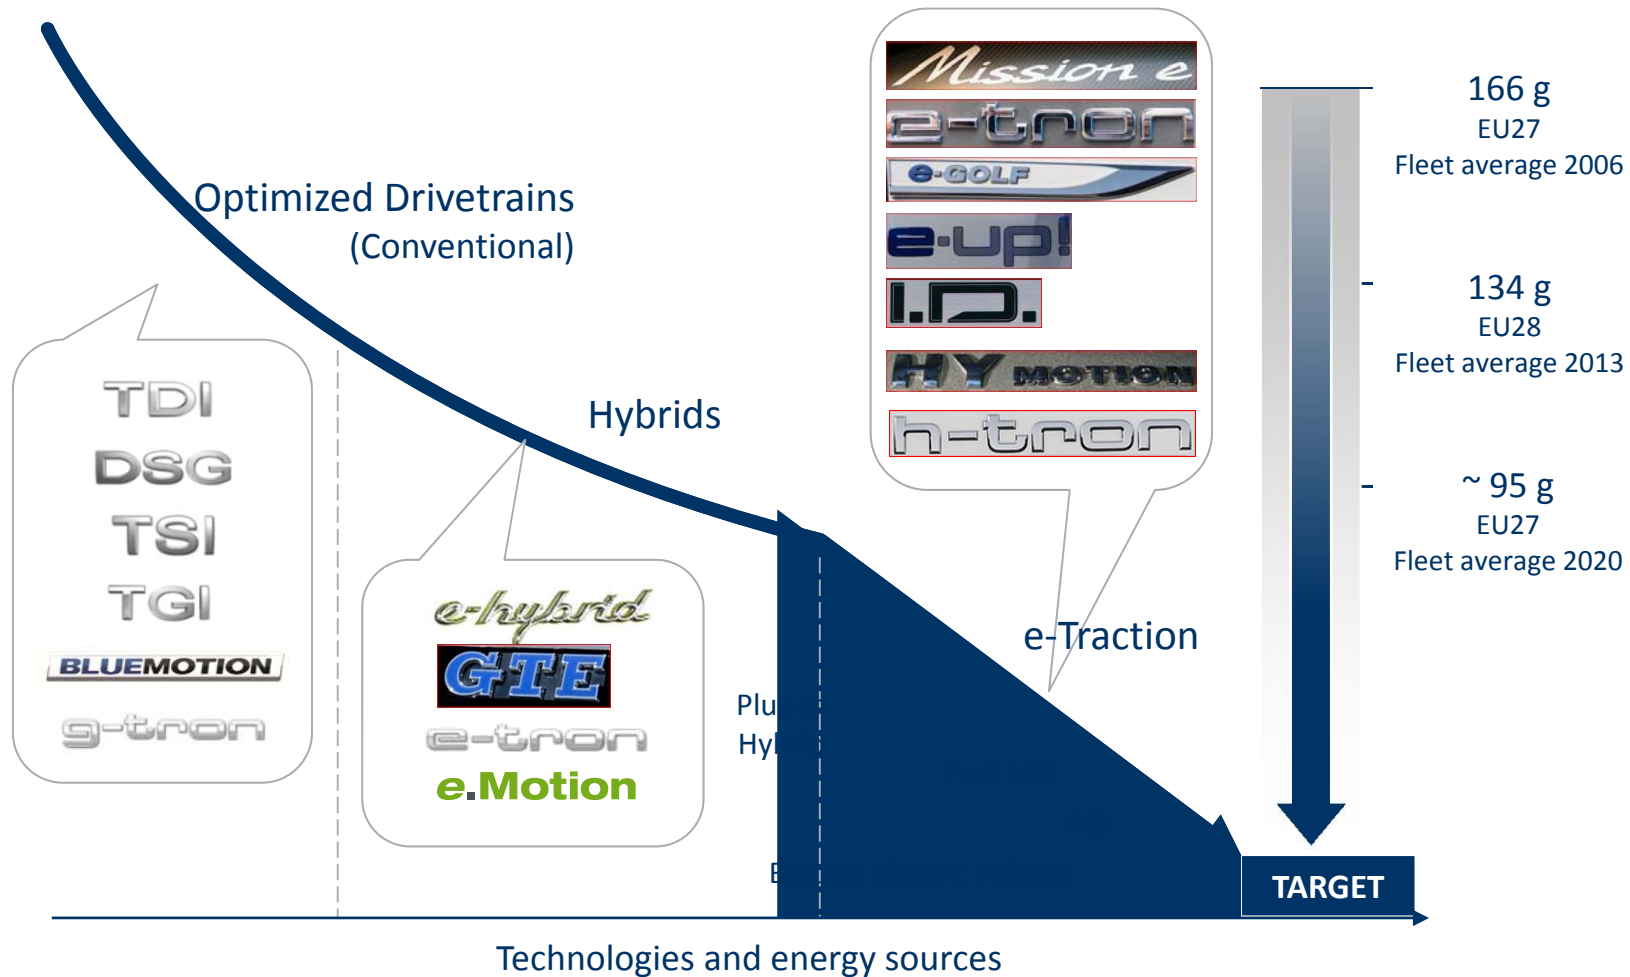 Optimized Drivetrains
(Conventional)
TDI
DSG
TSI
TGI
BLUEMOTION
g-tron
Hybrids
e-hybrid
GTE
e-tron
e.Motion
Mission e
e-tron
e-GOLF
e-up!
I.D.
HYMOTION
h-tron
e-Traction
166 g
EU27
Fleet average 2006
134 g
EU28
Fleet average 2013
~ 95 g
EU27
Fleet average 2020
TARGET
Technologies and energy sources